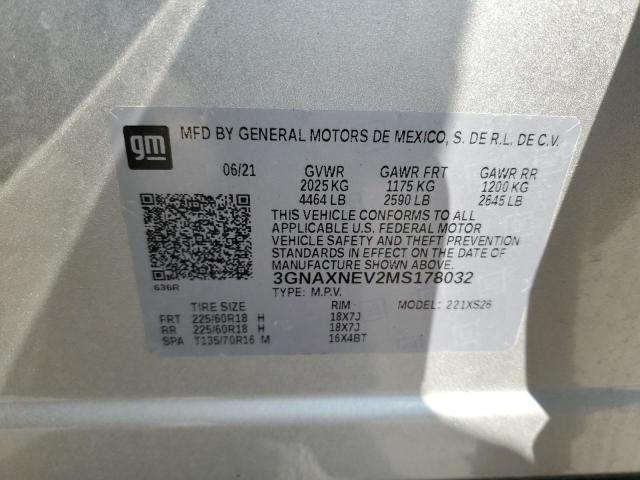 gm MFD BY GENERAL MOTORS DE MEXICO, S. DE R.L. DE C.V.
06/21 GVWR GAWR FRT GAWR RR
2025 KG 1175 KG 1200 KG
4464 LB 2590 LB 2645 LB
THIS VEHICLE CONFORMS TO ALL
APPLICABLE U.S. FEDERAL MOTOR
VEHICLE SAFETY AND THEFT PREVENTION
STANDARDS IN EFFECT ON THE DATE OF
MANUFACTURE SHOWN ABOVE.
3GNAXNEV2MS178032
636R TYPE: M.P.V.
TIRE SIZE RIM MODEL: 221XS26
FRT 225/60R18 H 18X7J
RR 225/60R18 H 18X7J
SPA T135/70R16 M 16X4BT